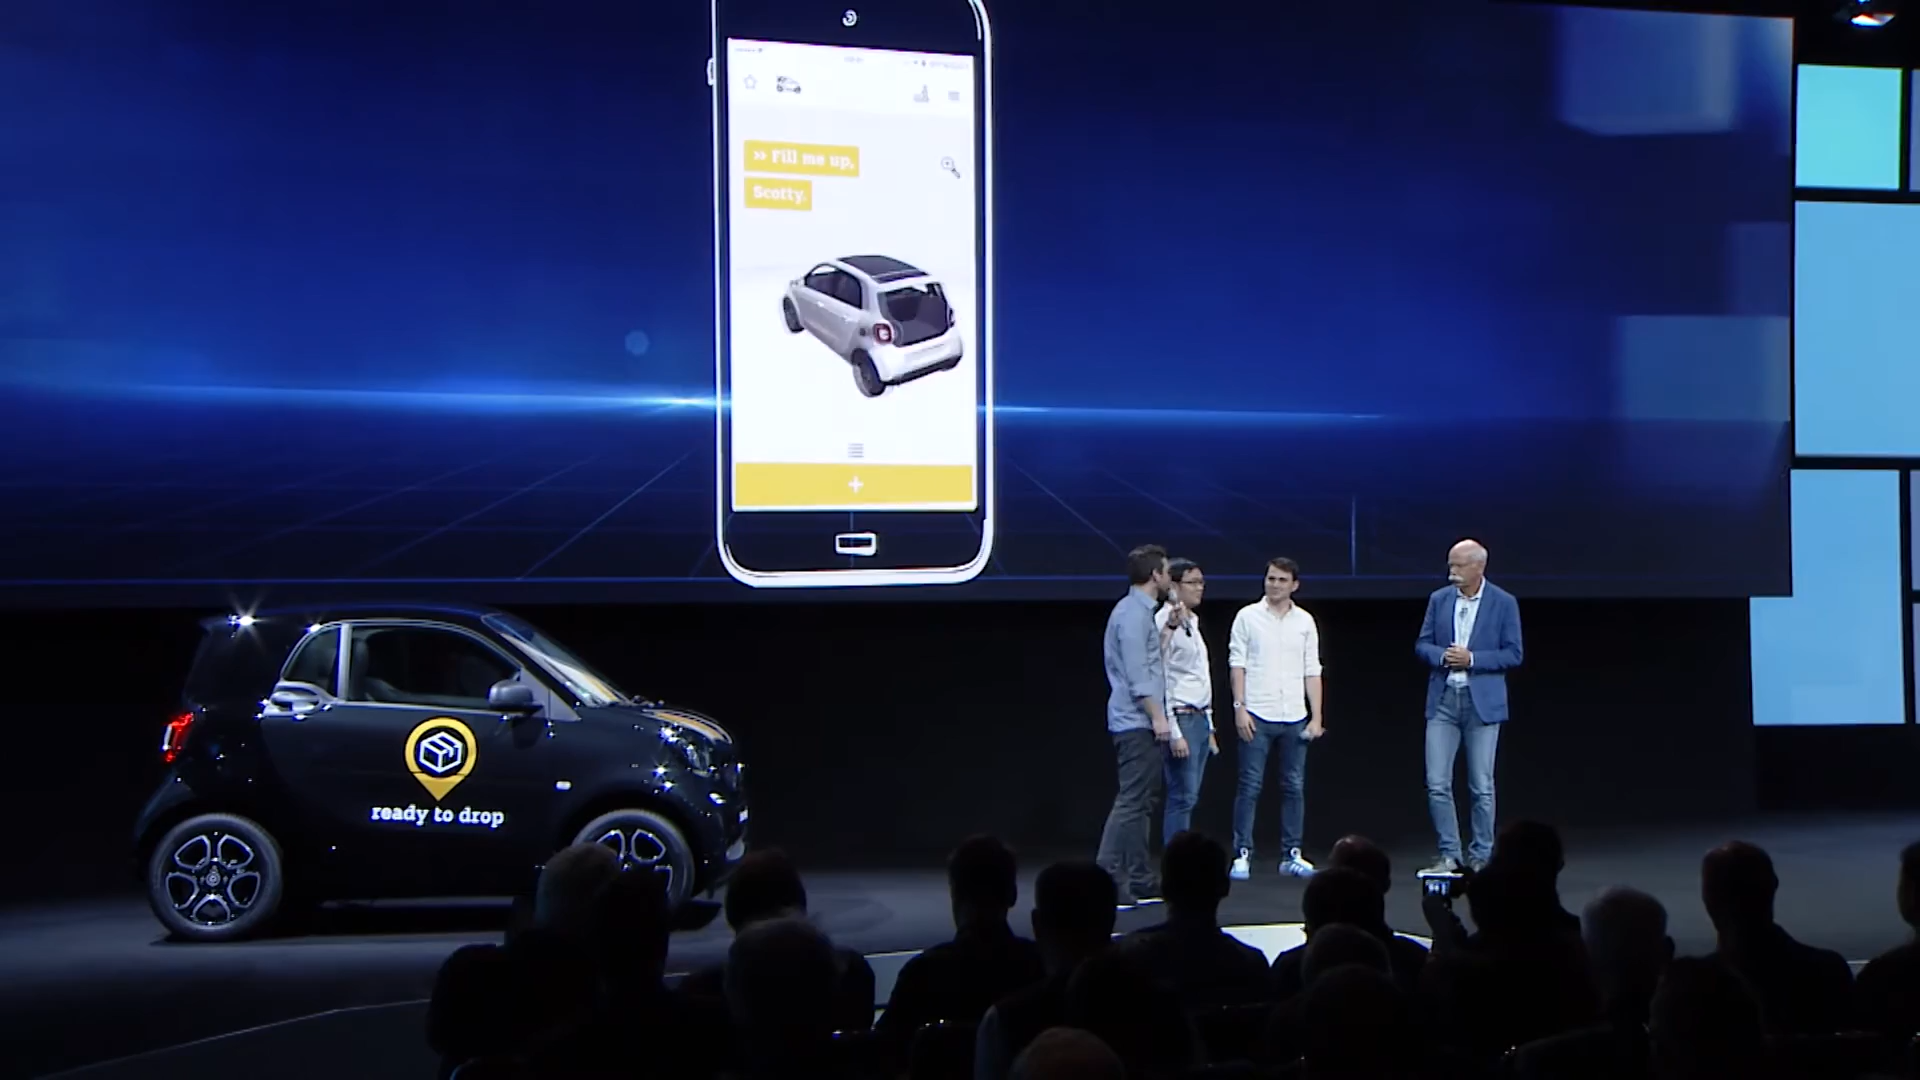 >> Fill me up,
Scotty.
+
ready to drop